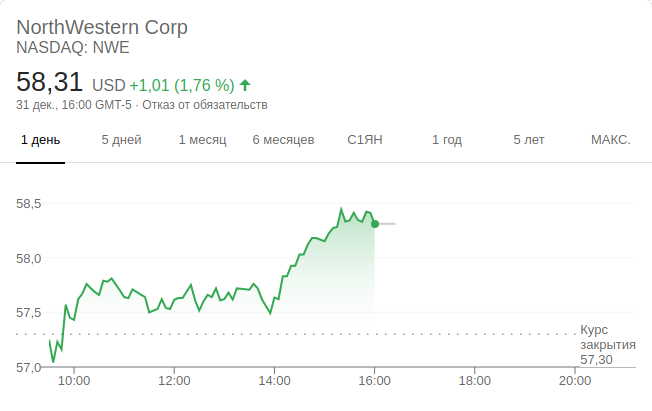 NorthWestern Corp
NASDAQ: NWE
58,31 USD +1,01 (1,76 %)
31 дек., 16:00 GMT-5 · Отказ от обязательств
1 день 5 дней 1 месяц 6 месяцев С1ЯН 1 год 5 лет МАКС.
58,5
58,0
57,5
Курс
закрытия
57,30
57,0
10:00 12:00 14:00 16:00 18:00 20:00